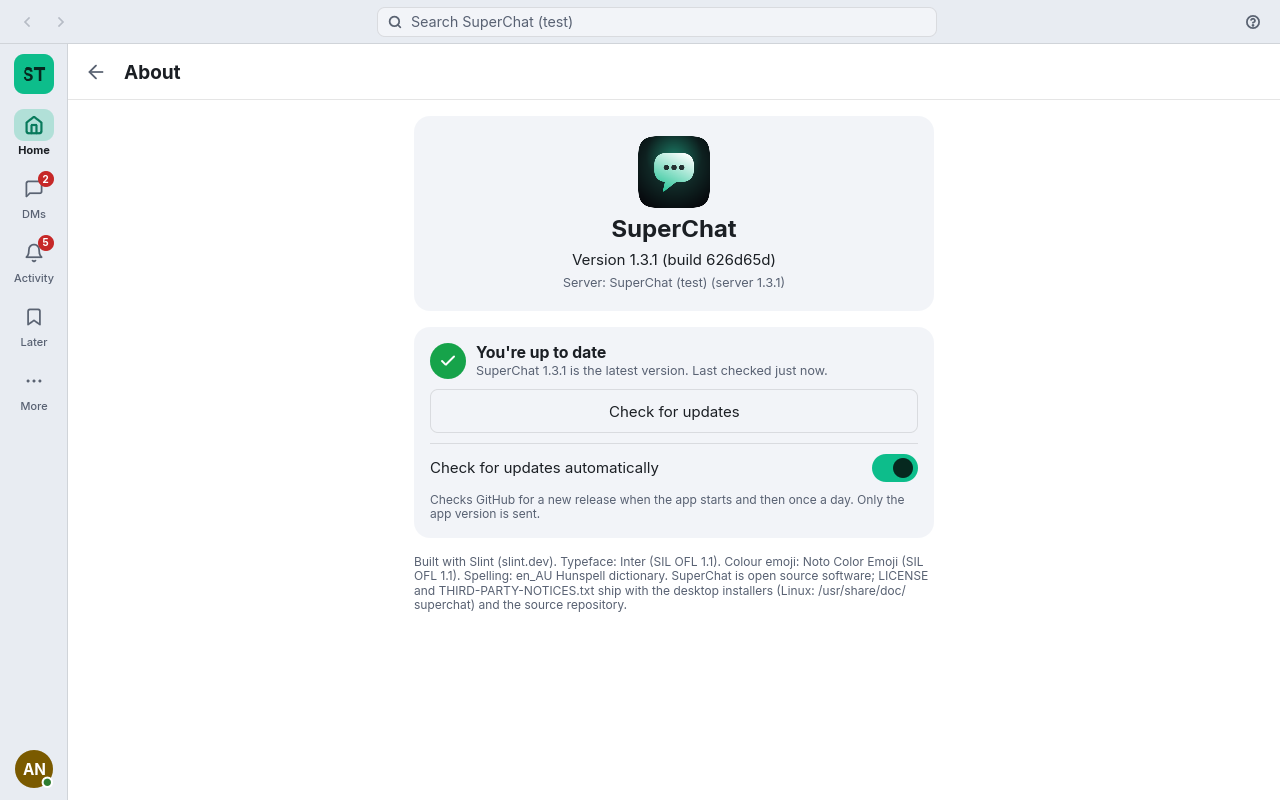 Search SuperChat (test)
ST
About
Home
2
DMs
5
Activity
Later
More
SuperChat
Version 1.3.1 (build 626d65d)
Server: SuperChat (test) (server 1.3.1)
You're up to date
SuperChat 1.3.1 is the latest version. Last checked just now.
Check for updates
Check for updates automatically
Checks GitHub for a new release when the app starts and then once a day. Only the
app version is sent.
Built with Slint (slint.dev). Typeface: Inter (SIL OFL 1.1). Colour emoji: Noto Color Emoji (SIL
OFL 1.1). Spelling: en_AU Hunspell dictionary. SuperChat is open source software; LICENSE
and THIRD-PARTY-NOTICES.txt ship with the desktop installers (Linux: /usr/share/doc/
superchat) and the source repository.
AN